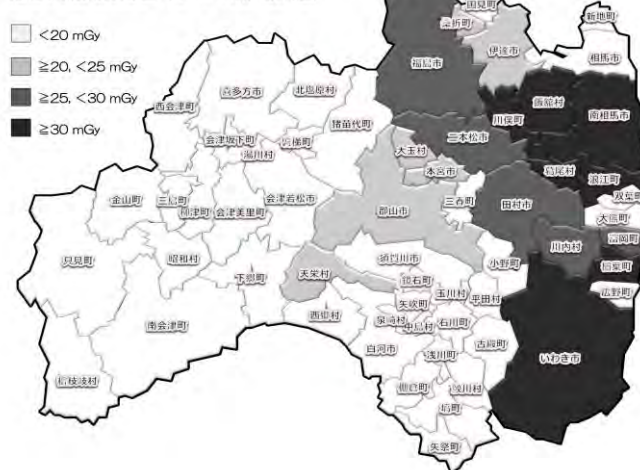 <20 mGy
≧20, <25 mGy
≧25, <30 mGy
≧30 mGy
国見町
桑折町
新地町
伊達市
相馬市
福島市
飯舘村
川俣町
南相馬市
北塩原村
喜多方市
西会津町
猪苗代町
二本松市
会津坂下町
磐梯町
湯川村
大玉村
本宮市
葛尾村
浪江町
双葉町
大熊町
金山町
三島町
柳津町
会津美里町
会津若松市
郡山市
三春町
田村市
富岡町
川内村
楢葉町
広野町
只見町
昭和村
下郷町
天栄村
須賀川市
小野町
鏡石町
玉川村
平田村
矢吹町
西郷村
泉崎村
中島村
石川町
古殿町
南会津町
白河市
浅川町
いわき市
檜枝岐村
棚倉町
鮫川村
塙町
矢祭町